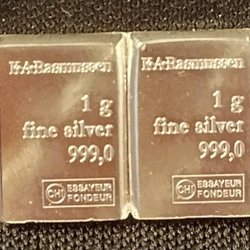 K·A·Rasmussen
1 g
fine silver
999,0
CHI ESSAYEUR
FONDEUR
K·A·Rasmussen
1 g
fine silver
999,0
CHI ESSAYEUR
FONDEUR